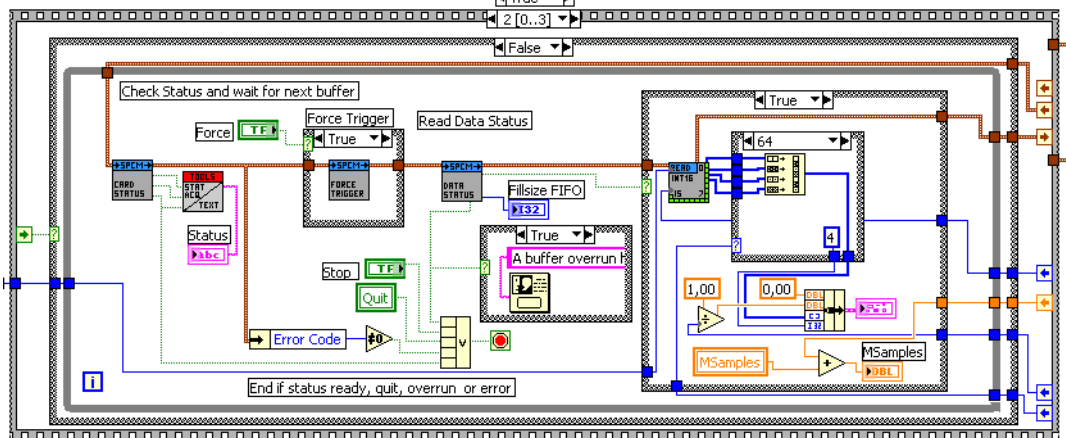 True
2 [0..3]
False
Check Status and wait for next buffer
Force
TF
Force Trigger
True
Read Data Status
True
64
SPCM
CARD
STATUS
TOOLS
STAT
ACQ
TEXT
SPCM
FORCE
TRIGGER
SPCM
DATA
STATUS
READ
INT16
Fillsize FIFO
I32
Status
abc
True
A buffer overrun
4
Stop
TF
Quit
1,00
0,00
DBL
DBL
I32
Error Code
≠0
V
MSamples
MSamples
DBL
i
End if status ready, quit, overrun or error